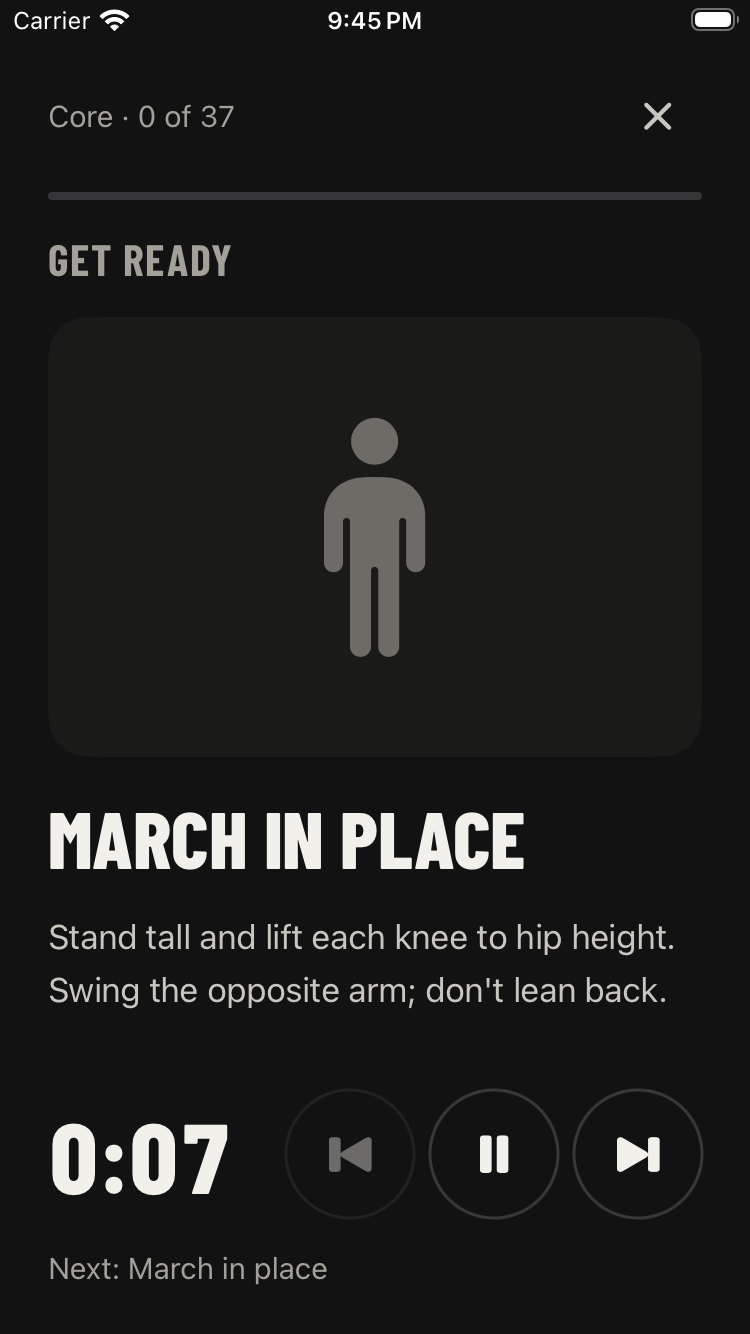 Carrier
9:45 PM
Core · 0 of 37
GET READY
MARCH IN PLACE
Stand tall and lift each knee to hip height.
Swing the opposite arm; don't lean back.
0:07
Next: March in place